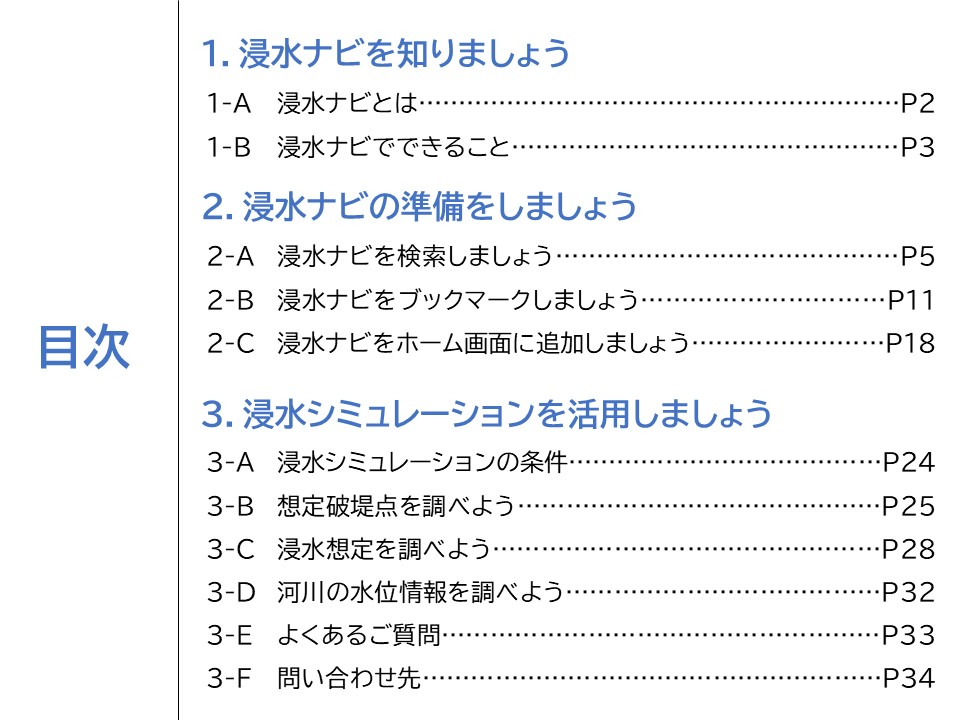 目次
1. 浸水ナビを知りましょう
1-A 浸水ナビとは…………………………………………………P2
1-B 浸水ナビでできること………………………………………P3
2. 浸水ナビの準備をしましょう
2-A 浸水ナビを検索しましょう…………………………………P5
2-B 浸水ナビをブックマークしましょう…………………………P11
2-C 浸水ナビをホーム画面に追加しましょう……………………P18
3. 浸水シミュレーションを活用しましょう
3-A 浸水シミュレーションの条件…………………………………P24
3-B 想定破堤点を調べよう………………………………………P25
3-C 浸水想定を調べよう…………………………………………P28
3-D 河川の水位情報を調べよう…………………………………P32
3-E よくあるご質問………………………………………………P33
3-F 問い合わせ先…………………………………………………P34